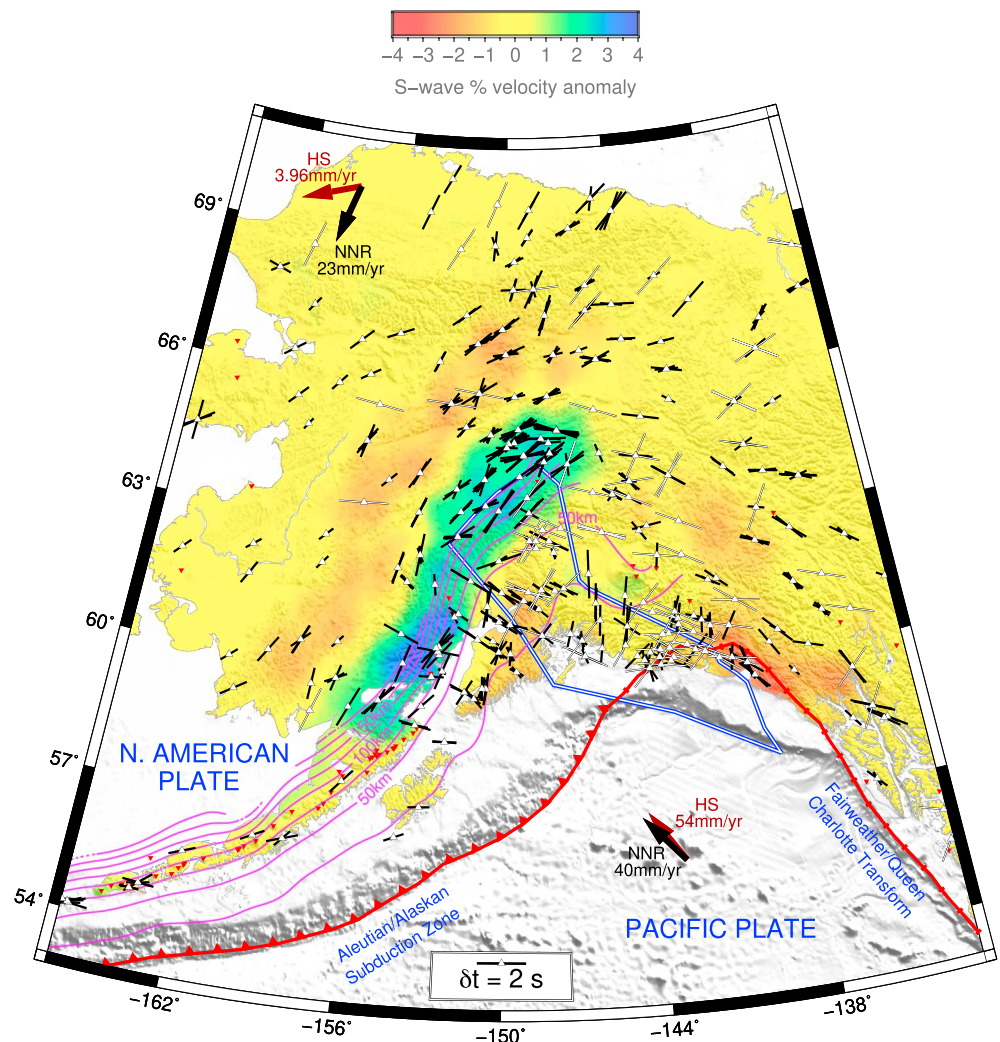 −4 −3 −2 −1 0 1 2 3 4
S−wave % velocity anomaly
HS
3.96mm/yr
NNR
23mm/yr
69°
66°
63°
60°
57°
54°
50km
N. AMERICAN
PLATE
100
50km
HS
54mm/yr
NNR
40mm/yr
Fairweather/Queen
Charlotte Transform
Aleutian/Alaskan
Subduction Zone
PACIFIC PLATE
δt = 2 s
−162°
−156°
−150°
−144°
−138°